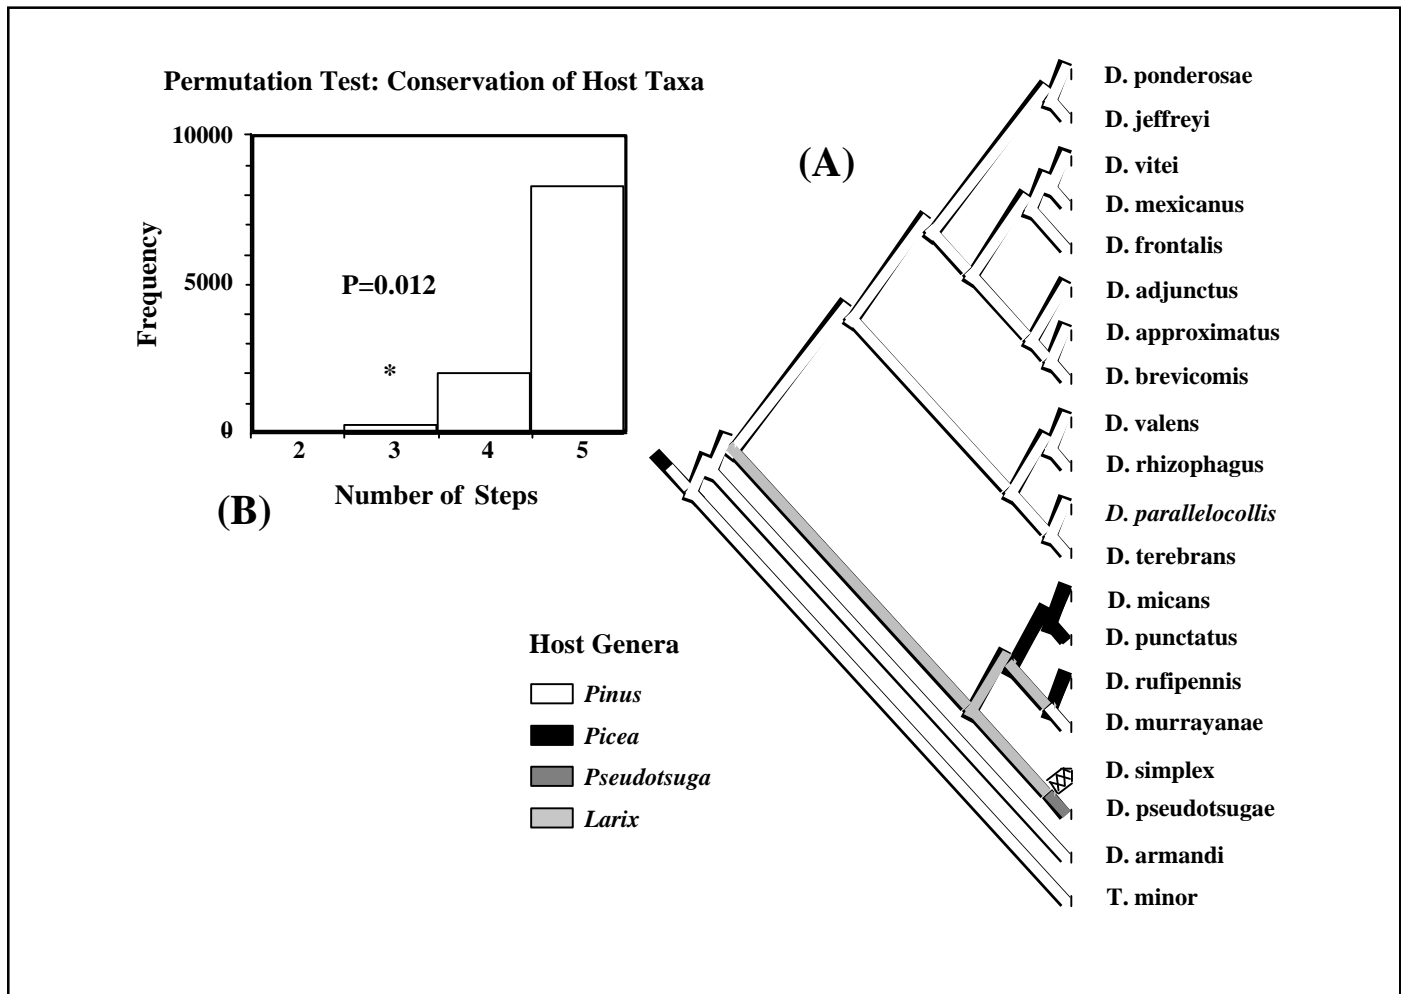 Permutation Test: Conservation of Host Taxa
10000
5000
0
Frequency
P=0.012
*
2 3 4 5
Number of Steps
(B)
(A)
D. ponderosae
D. jeffreyi
D. vitei
D. mexicanus
D. frontalis
D. adjunctus
D. approximatus
D. brevicomis
D. valens
D. rhizophagus
D. parallelocollis
D. terebrans
D. micans
D. punctatus
D. rufipennis
D. murrayanae
D. simplex
D. pseudotsugae
D. armandi
T. minor
Host Genera
Pinus
Picea
Pseudotsuga
Larix